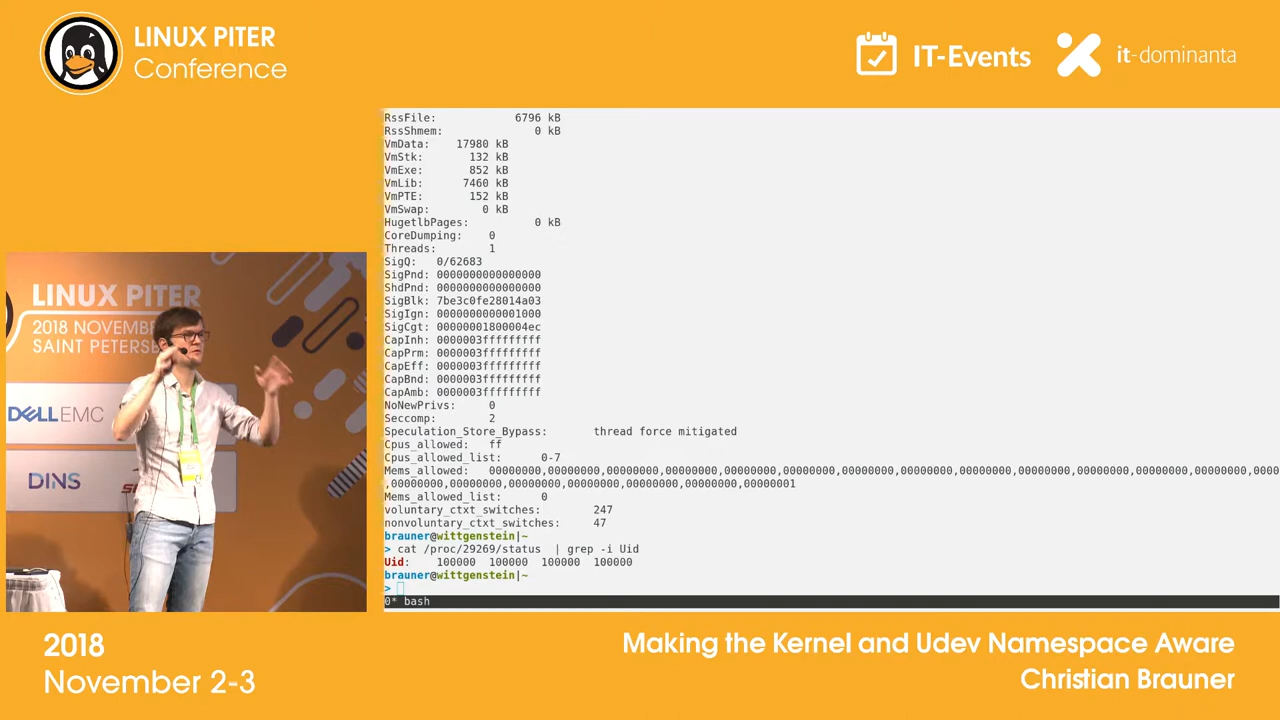 LINUX PITER
Conference
IT-Events
it-dominanta
RssFile: 6796 kB
RssShmem: 0 kB
VmData: 17980 kB
VmStk: 132 kB
VmExe: 852 kB
VmLib: 7460 kB
VmPTE: 152 kB
VmSwap: 0 kB
HugetlbPages: 0 kB
CoreDumping: 0
Threads: 1
SigQ: 0/62683
SigPnd: 0000000000000000
ShdPnd: 0000000000000000
SigBlk: 7be3c0fe28014a03
SigIgn: 0000000000001000
SigCgt: 00000001800004ec
CapInh: 0000003fffffffff
CapPrm: 0000003fffffffff
CapEff: 0000003fffffffff
CapBnd: 0000003fffffffff
CapAmb: 0000003fffffffff
NoNewPrivs: 0
Seccomp: 2
Speculation_Store_Bypass: thread force mitigated
Cpus_allowed: ff
Cpus_allowed_list: 0-7
Mems_allowed: 00000000,00000000,00000000,00000000,00000000,00000000,00000000,00000000,00000000,00000000,00000000,00000000,00000000,0000
,00000000,00000000,00000000,00000000,00000000,00000000,00000001
Mems_allowed_list: 0
voluntary_ctxt_switches: 247
nonvoluntary_ctxt_switches: 47
brauner@wittgenstein|~
> cat /proc/29269/status | grep -i Uid
Uid: 100000 100000 100000 100000
brauner@wittgenstein|~
>
0* bash
LINUX PITER
2018 NOVEMB
SAINT PETERSB
DELLEMC
DINS
2018
November 2-3
Making the Kernel and Udev Namespace Aware
Christian Brauner